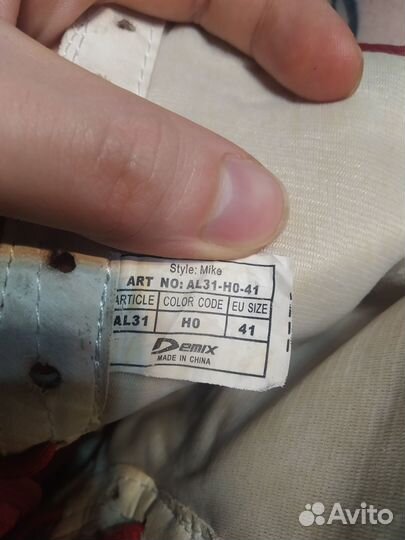 Style: Mike
ART NO: AL31-H0-41
ARTICLE COLOR CODE EU SIZE
AL31 H0 41
Demix
MADE IN CHINA
Avito